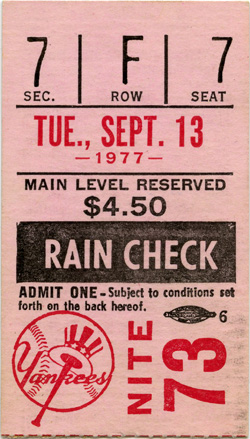 7 F 7
SEC. ROW SEAT
TUE., SEPT. 13
-1977-
MAIN LEVEL RESERVED
$4.50
RAIN CHECK
ADMIT ONE-Subject to conditions set
forth on the back hereof.
6
Yankees
NITE
73